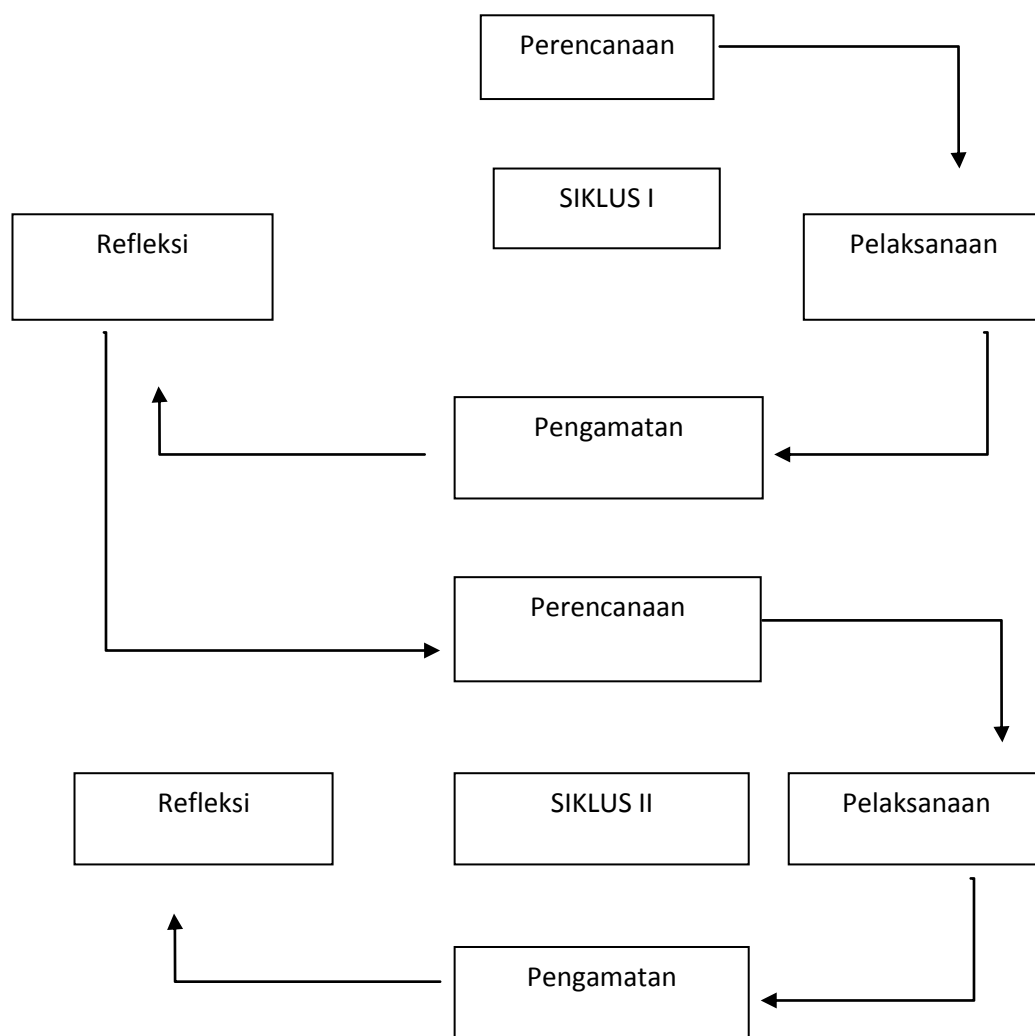 Perencanaan
SIKLUS I
Refleksi
Pelaksanaan
Pengamatan
Perencanaan
Refleksi
SIKLUS II
Pelaksanaan
Pengamatan